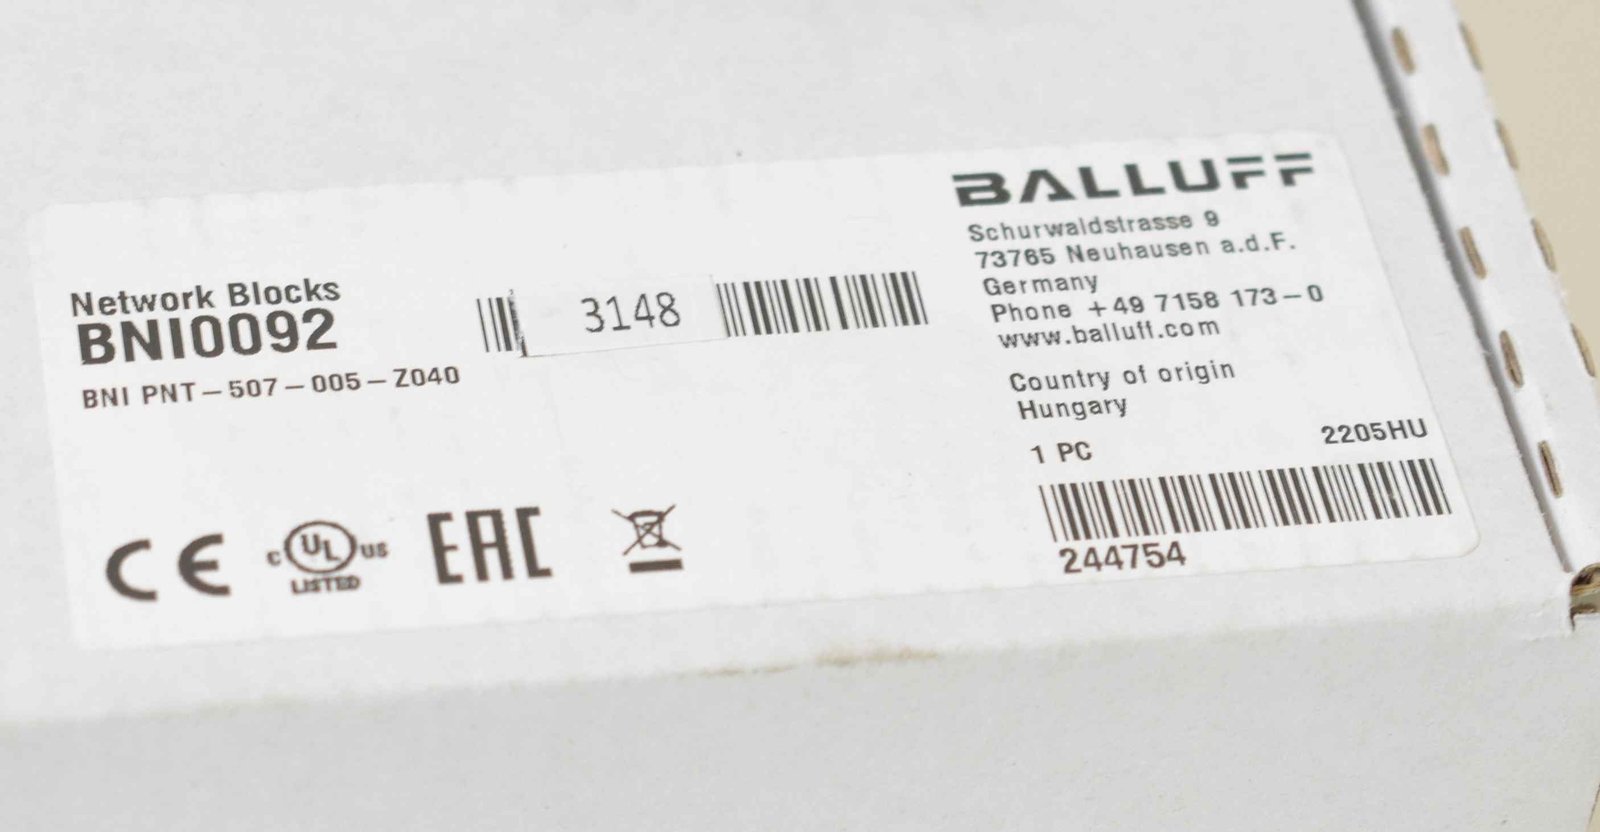 BALLUFF
Schurwaldstrasse 9
73765 Neuhausen a.d.F.
Germany
Phone +49 7158 173-0
www.balluff.com
Country of origin
Hungary
1 PC
2205HU
244754
Network Blocks
BNI0092
BNI PNT-507-005-Z040
3148
CE
c UL us
LISTED
EAC